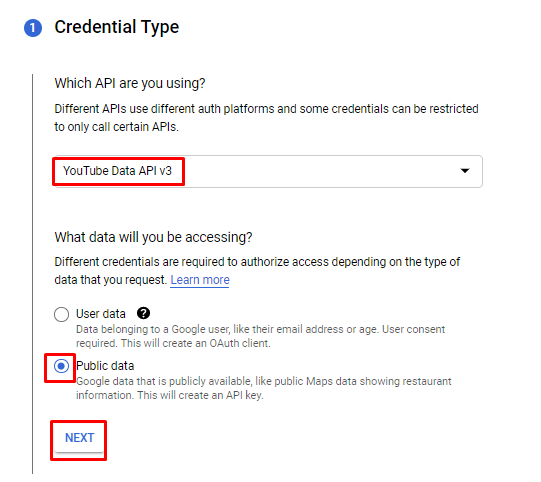 1 Credential Type
Which API are you using?
Different APIs use different auth platforms and some credentials can be restricted
to only call certain APIs.
YouTube Data API v3
What data will you be accessing?
Different credentials are required to authorize access depending on the type of
data that you request. Learn more
User data ?
Data belonging to a Google user, like their email address or age. User consent
required. This will create an OAuth client.
Public data
Google data that is publicly available, like public Maps data showing restaurant
information. This will create an API key.
NEXT